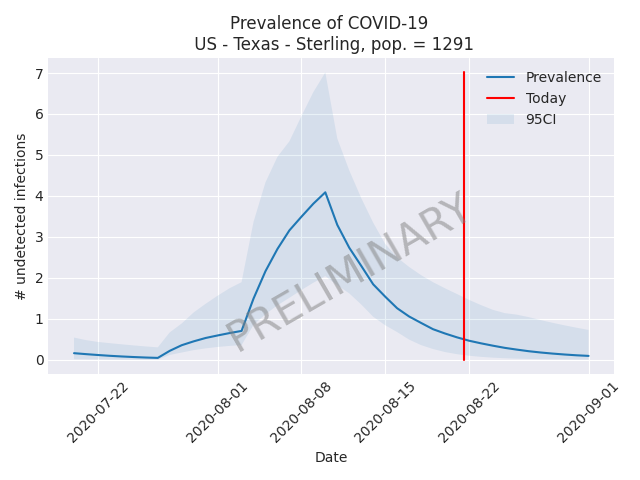 Prevalence of COVID-19
US - Texas - Sterling, pop. = 1291
# undetected infections
7
6
5
4
3
2
1
0
Prevalence
Today
95CI
PRELIMINARY
2020-07-22
2020-08-01
2020-08-08
2020-08-15
2020-08-22
2020-09-01
Date